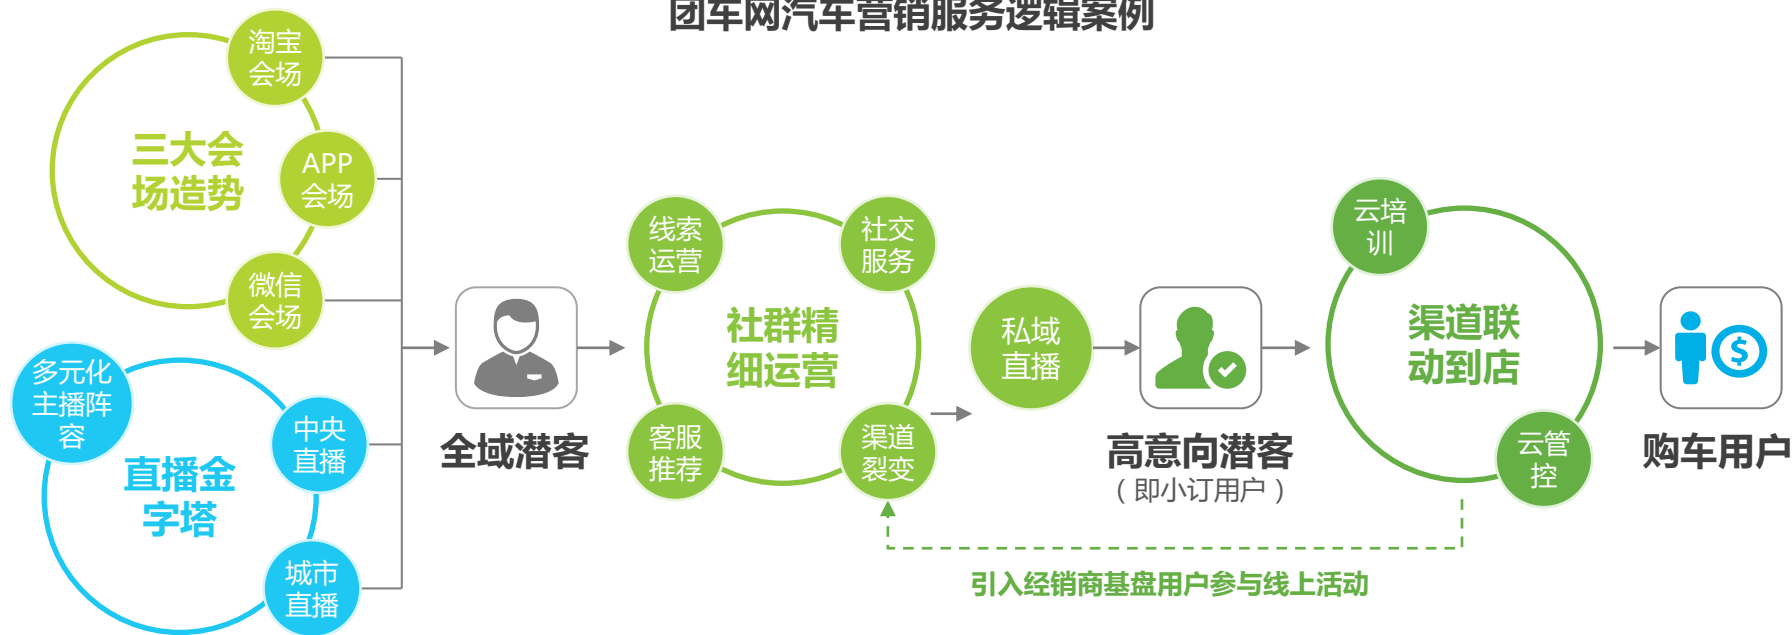 团车网汽车营销服务逻辑案例
淘宝
会场
三大会
场造势
APP
会场
微信
会场
多元化
主播阵
容
直播金
字塔
中央
直播
城市
直播
全域潜客
线索
运营
社交
服务
社群精
细运营
客服
推荐
渠道
裂变
私域
直播
高意向潜客
（即小订用户）
云培
训
渠道联
动到店
云管
控
购车用户
引入经销商基盘用户参与线上活动